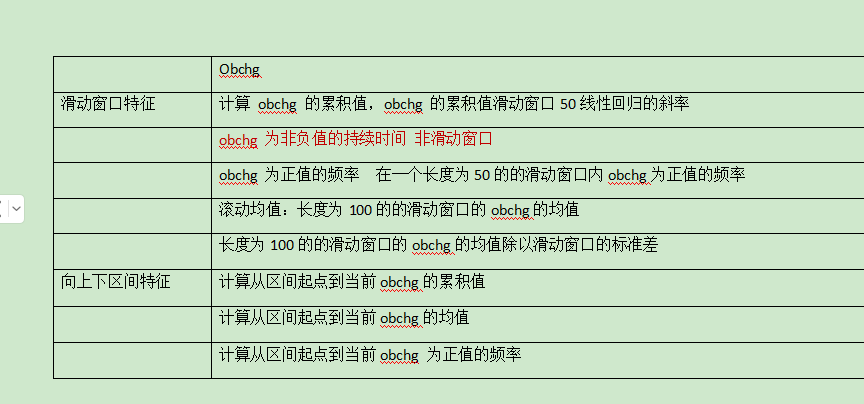 Obchg
滑动窗口特征
计算 obchg 的累积值，obchg 的累积值滑动窗口 50 线性回归的斜率
obchg 为非负值的持续时间 非滑动窗口
obchg 为正值的频率 在一个长度为 50 的的滑动窗口内 obchg 为正值的频率
滚动均值：长度为 100 的的滑动窗口的 obchg 的均值
长度为 100 的的滑动窗口的 obchg 的均值除以滑动窗口的标准差
向上下区间特征
计算从区间起点到当前 obchg 的累积值
计算从区间起点到当前 obchg 的均值
计算从区间起点到当前 obchg 为正值的频率